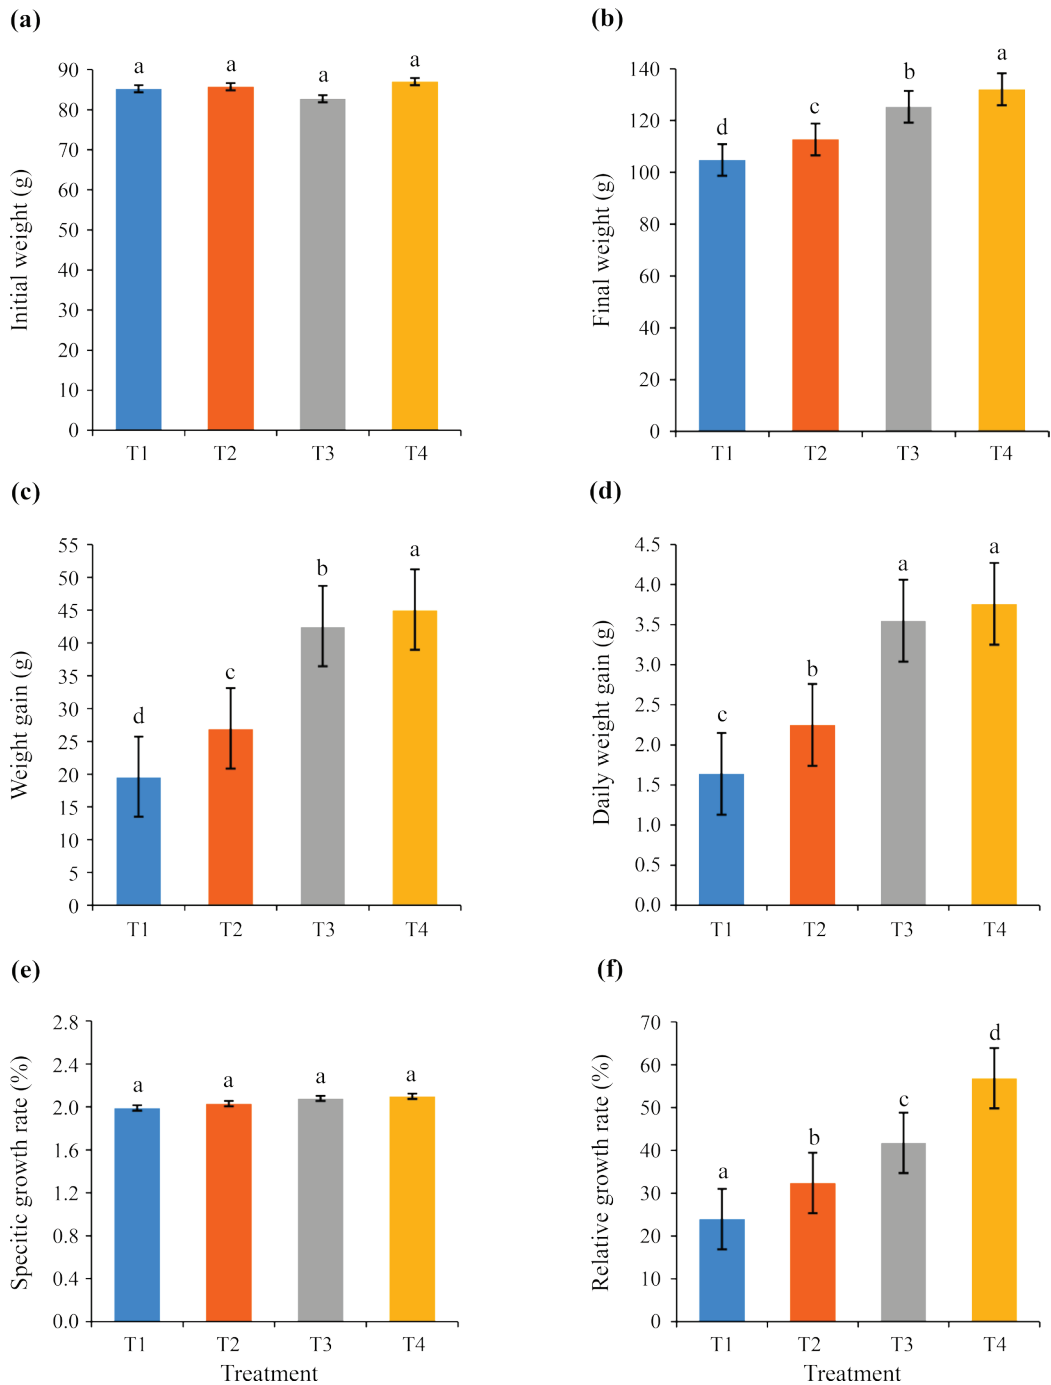 (a)
Initial weight (g)
90
80
70
60
50
40
30
20
10
0
a
a
a
a
T1
T2
T3
T4
(b)
Final weight (g)
140
120
100
80
60
40
20
0
d
c
b
a
T1
T2
T3
T4
(c)
Weight gain (g)
55
50
45
40
35
30
25
20
15
10
5
0
d
c
b
a
T1
T2
T3
T4
(d)
Daily weight gain (g)
4.5
4.0
3.5
3.0
2.5
2.0
1.5
1.0
0.5
0.0
c
b
a
a
T1
T2
T3
T4
(e)
Specitic growth rate (%)
2.8
2.4
2.0
1.6
1.2
0.8
0.4
0.0
a
a
a
a
T1
T2
T3
T4
Treatment
(f)
Relative growth rate (%)
70
60
50
40
30
20
10
0
a
b
c
d
T1
T2
T3
T4
Treatment